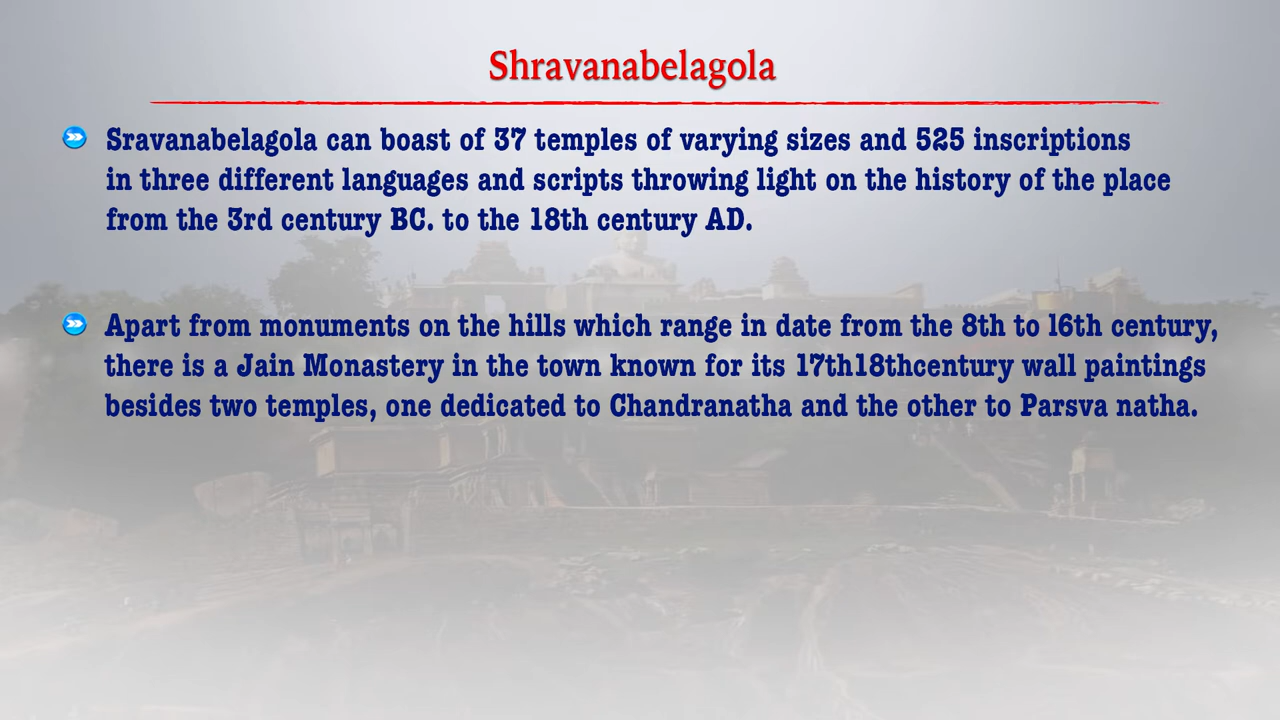 Shravanabelagola
Sravanabelagola can boast of 37 temples of varying sizes and 525 inscriptions
in three different languages and scripts throwing light on the history of the place
from the 3rd century BC. to the 18th century AD.
Apart from monuments on the hills which range in date from the 8th to 16th century,
there is a Jain Monastery in the town known for its 17th18thcentury wall paintings
besides two temples, one dedicated to Chandranatha and the other to Parsva natha.